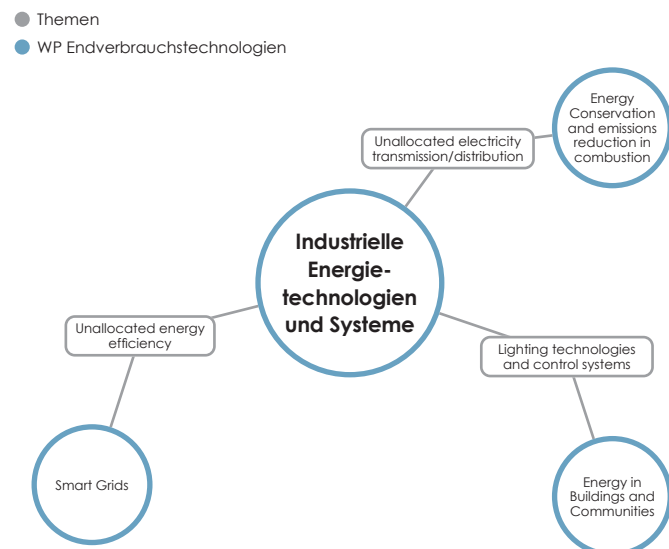 Themen
WP Endverbrauchstechnologien
Energy
Conservation
and emissions
reduction in
combustion
Unallocated electricity
transmission/distribution
Industrielle
Energie-
technologien
und Systeme
Unallocated energy
efficiency
Lighting technologies
and control systems
Smart Grids
Energy in
Buildings and
Communities